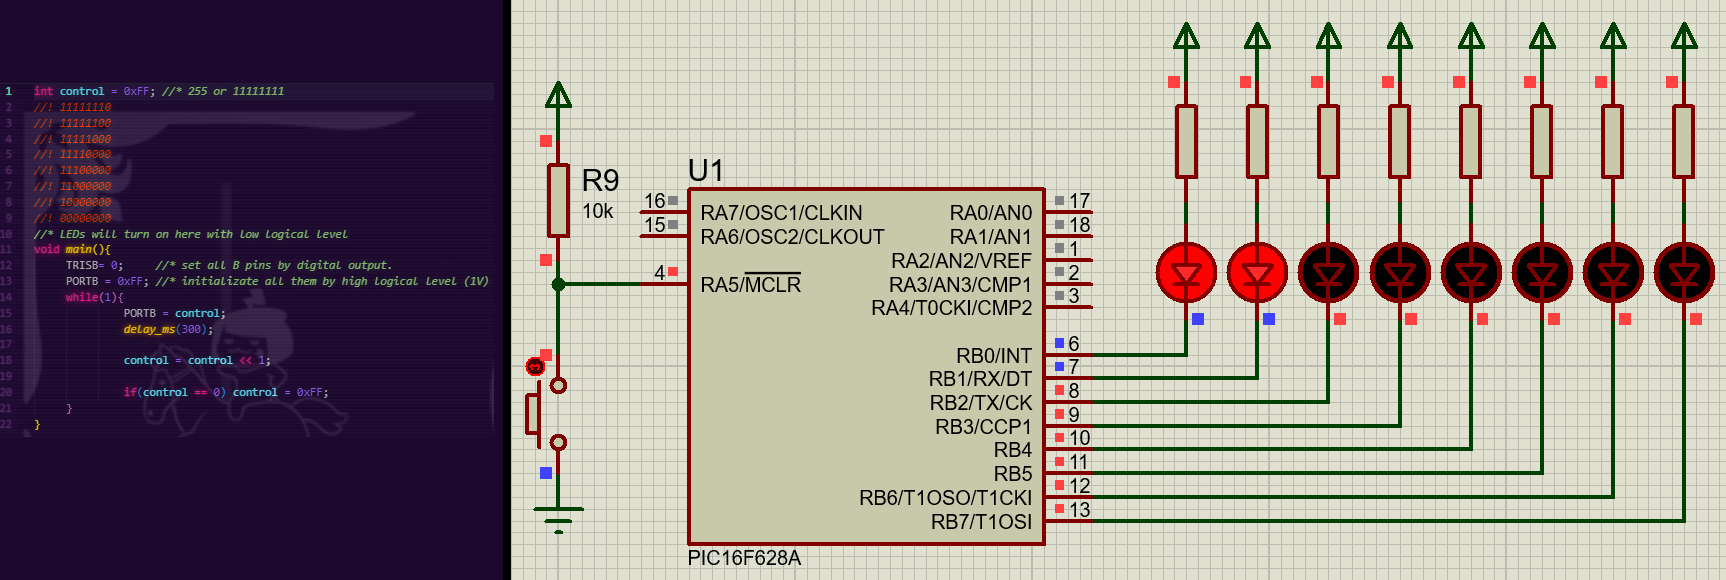 1 int control = 0xFF; //* 255 or 11111111
2 //! 11111110
3 //! 11111100
4 //! 11111000
5 //! 11110000
6 //! 11100000
7 //! 11000000
8 //! 10000000
9 //! 00000000
10 //* LEDs will turn on here with low logical level
11 void main(){
12 TRISB= 0; //* set all B pins by digital output.
13 PORTB = 0xFF; //* initializate all them by high logical level (1V)
14 while(1){
15 PORTB = control;
16 delay_ms(300);
17
18 control = control << 1;
19
20 if(control == 0) control = 0xFF;
21 }
22 }
R9
10k
U1
16 RA7/OSC1/CLKIN
15 RA6/OSC2/CLKOUT
4 RA5/MCLR
RA0/AN0 17
RA1/AN1 18
RA2/AN2/VREF 1
RA3/AN3/CMP1 2
RA4/T0CKI/CMP2 3
RB0/INT 6
RB1/RX/DT 7
RB2/TX/CK 8
RB3/CCP1 9
RB4 10
RB5 11
RB6/T1OSO/T1CKI 12
RB7/T1OSI 13
PIC16F628A